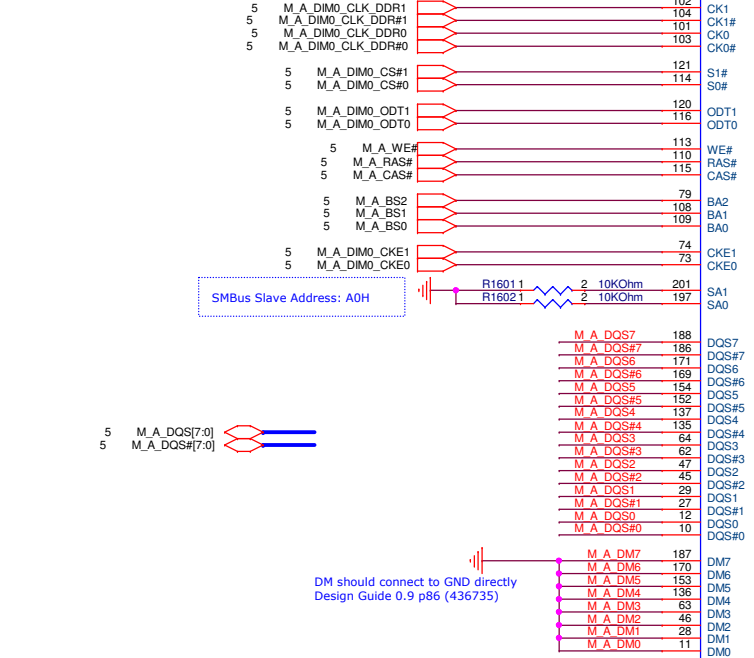 5 M_A_DIM0_CLK_DDR1 102 CK1
5 M_A_DIM0_CLK_DDR#1 104 CK1#
5 M_A_DIM0_CLK_DDR0 101 CK0
5 M_A_DIM0_CLK_DDR#0 103 CK0#
5 M_A_DIM0_CS#1 121 S1#
5 M_A_DIM0_CS#0 114 S0#
5 M_A_DIM0_ODT1 120 ODT1
5 M_A_DIM0_ODT0 116 ODT0
5 M_A_WE# 113 WE#
5 M_A_RAS# 110 RAS#
5 M_A_CAS# 115 CAS#
5 M_A_BS2 79 BA2
5 M_A_BS1 108 BA1
5 M_A_BS0 109 BA0
5 M_A_DIM0_CKE1 74 CKE1
5 M_A_DIM0_CKE0 73 CKE0
R1601 1 2 10KOhm 201 SA1
SMBus Slave Address: A0H
R1602 1 2 10KOhm 197 SA0
M_A_DQS7 188 DQS7
M_A_DQS#7 186 DQS#7
M_A_DQS6 171 DQS6
M_A_DQS#6 169 DQS#6
M_A_DQS5 154 DQS5
M_A_DQS#5 152 DQS#5
M_A_DQS4 137 DQS4
M_A_DQS#4 135 DQS#4
5 M_A_DQS[7:0]
M_A_DQS3 64 DQS3
5 M_A_DQS#[7:0]
M_A_DQS#3 62 DQS#3
M_A_DQS2 47 DQS2
M_A_DQS#2 45 DQS#2
M_A_DQS1 29 DQS1
M_A_DQS#1 27 DQS#1
M_A_DQS0 12 DQS0
M_A_DQS#0 10 DQS#0
M_A_DM7 187 DM7
M_A_DM6 170 DM6
DM should connect to GND directly
M_A_DM5 153 DM5
Design Guide 0.9 p86 (436735)
M_A_DM4 136 DM4
M_A_DM3 63 DM3
M_A_DM2 46 DM2
M_A_DM1 28 DM1
M_A_DM0 11 DM0